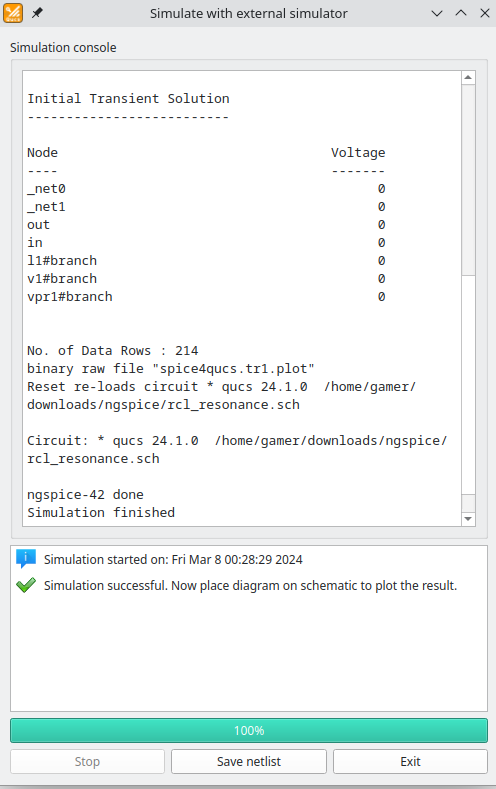 Simulate with external simulator
Simulation console
Initial Transient Solution
--------------------------
Node Voltage
---- -------
_net0 0
_net1 0
out 0
in 0
l1#branch 0
v1#branch 0
vpr1#branch 0
No. of Data Rows : 214
binary raw file "spice4qucs.tr1.plot"
Reset re-loads circuit * qucs 24.1.0  /home/gamer/
downloads/ngspice/rcl_resonance.sch
Circuit: * qucs 24.1.0  /home/gamer/downloads/ngspice/
rcl_resonance.sch
ngspice-42 done
Simulation finished
Simulation started on: Fri Mar 8 00:28:29 2024
Simulation successful. Now place diagram on schematic to plot the result.
100%
Stop Save netlist Exit